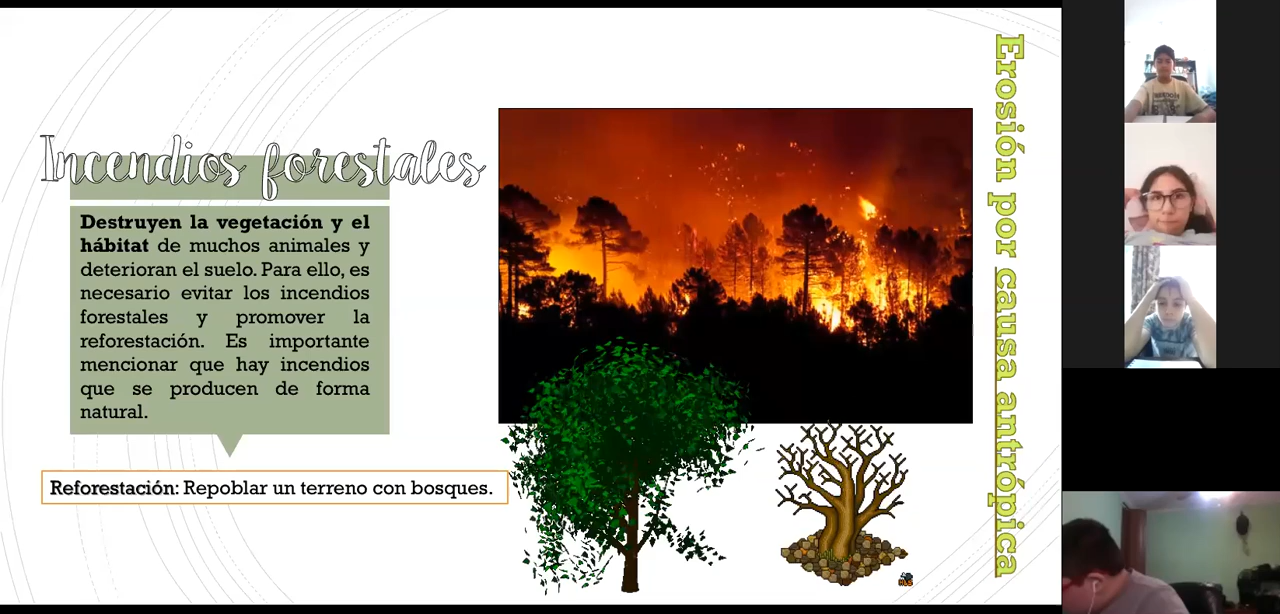 Incendios forestales
Destruyen la vegetación y el
hábitat de muchos animales y
deterioran el suelo. Para ello, es
necesario evitar los incendios
forestales y promover la
reforestación. Es importante
mencionar que hay incendios
que se producen de forma
natural.
Reforestación: Repoblar un terreno con bosques.
Erosión por causa antrópica